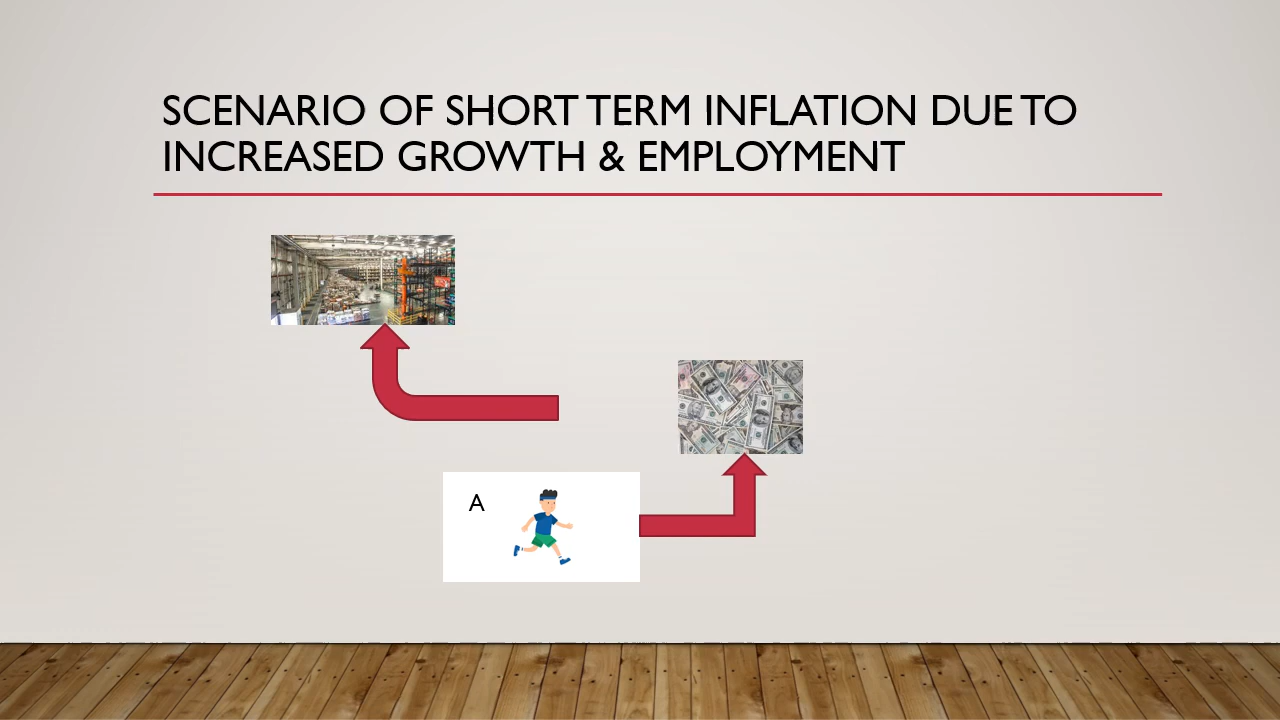 SCENARIO OF SHORT TERM INFLATION DUE TO
INCREASED GROWTH & EMPLOYMENT
A